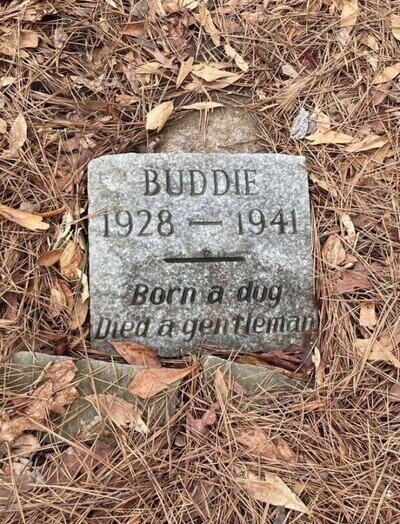 BUDDIE
1928 — 1941
Born a dog
Died a gentleman